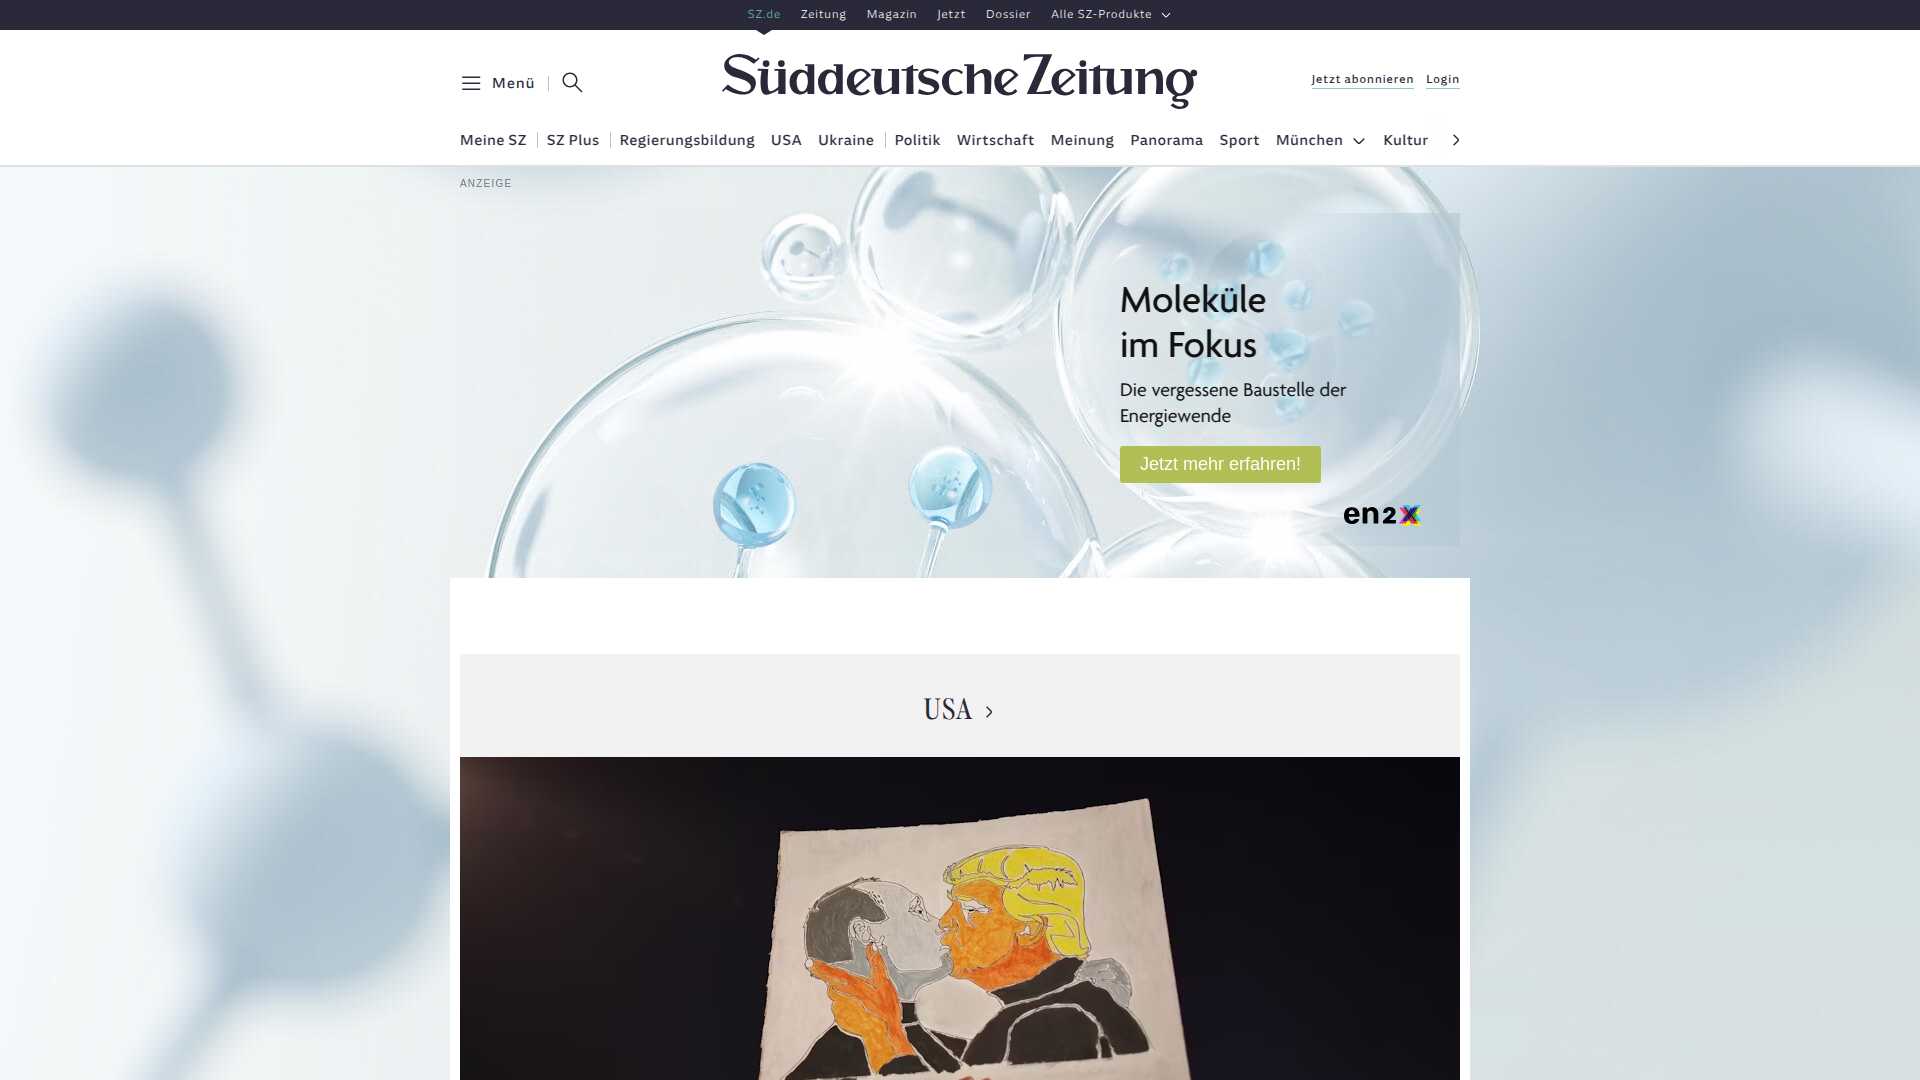 SZ.de Zeitung Magazin Jetzt Dossier Alle SZ-Produkte
Menü
Süddeutsche Zeitung
Jetzt abonnieren Login
Meine SZ SZ Plus Regierungsbildung USA Ukraine Politik Wirtschaft Meinung Panorama Sport München Kultur
ANZEIGE
Moleküle
im Fokus
Die vergessene Baustelle der
Energiewende
Jetzt mehr erfahren!
en2x
USA